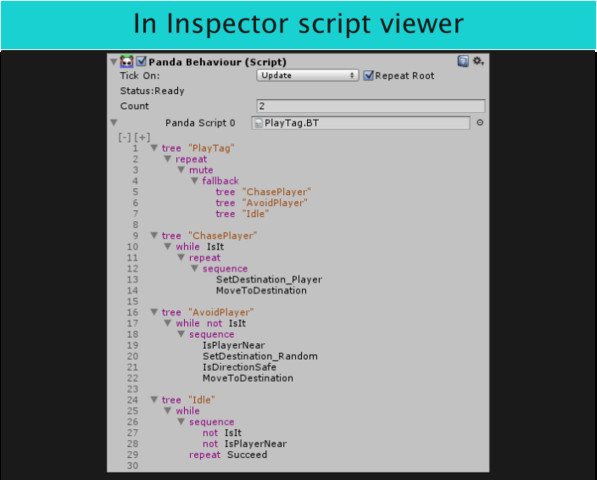 In Inspector script viewer
Panda Behaviour (Script)
Tick On: Update Repeat Root
Status:Ready
Count 2
Panda Script 0 PlayTag.BT
[-][+]
1 tree "PlayTag"
2 repeat
3 mute
4 fallback
5 tree "ChasePlayer"
6 tree "AvoidPlayer"
7 tree "Idle"
8
9 tree "ChasePlayer"
10 while IsIt
11 repeat
12 sequence
13 SetDestination_Player
14 MoveToDestination
15
16 tree "AvoidPlayer"
17 while not IsIt
18 sequence
19 IsPlayerNear
20 SetDestination_Random
21 IsDirectionSafe
22 MoveToDestination
23
24 tree "Idle"
25 while
26 sequence
27 not IsIt
28 not IsPlayerNear
29 repeat Succeed
30